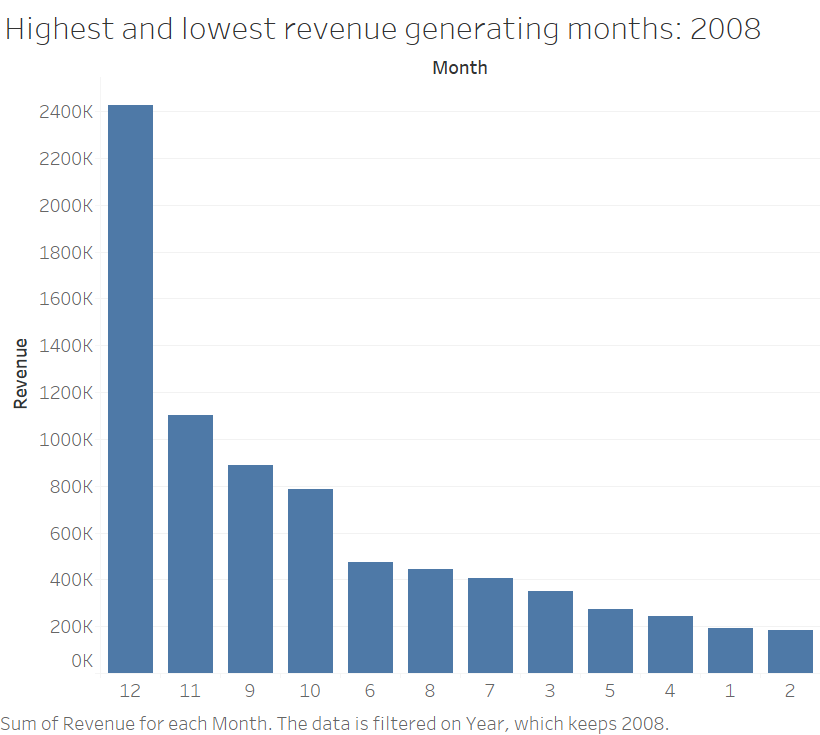 Highest and lowest revenue generating months: 2008
Month
2400K
2200K
2000K
1800K
1600K
1400K
1200K
1000K
800K
600K
400K
200K
0K
Revenue
12 11 9 10 6 8 7 3 5 4 1 2
Sum of Revenue for each Month. The data is filtered on Year, which keeps 2008.